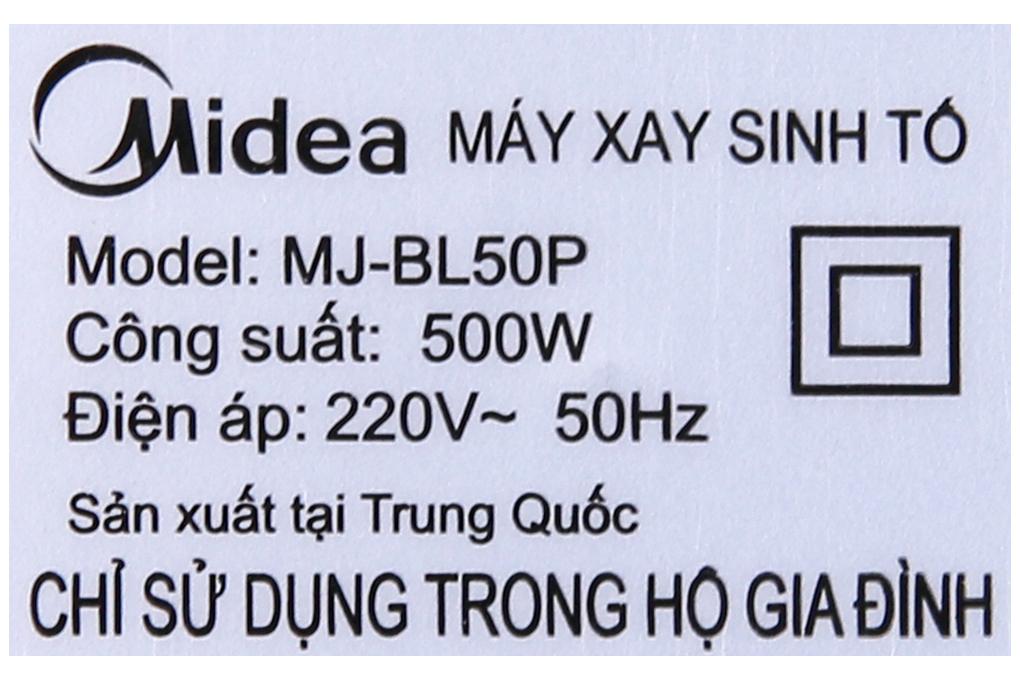 Midea MÁY XAY SINH TỐ
Model: MJ-BL50P
Công suất: 500W
Điện áp: 220V~ 50Hz
Sản xuất tại Trung Quốc
CHỈ SỬ DỤNG TRONG HỘ GIA ĐÌNH